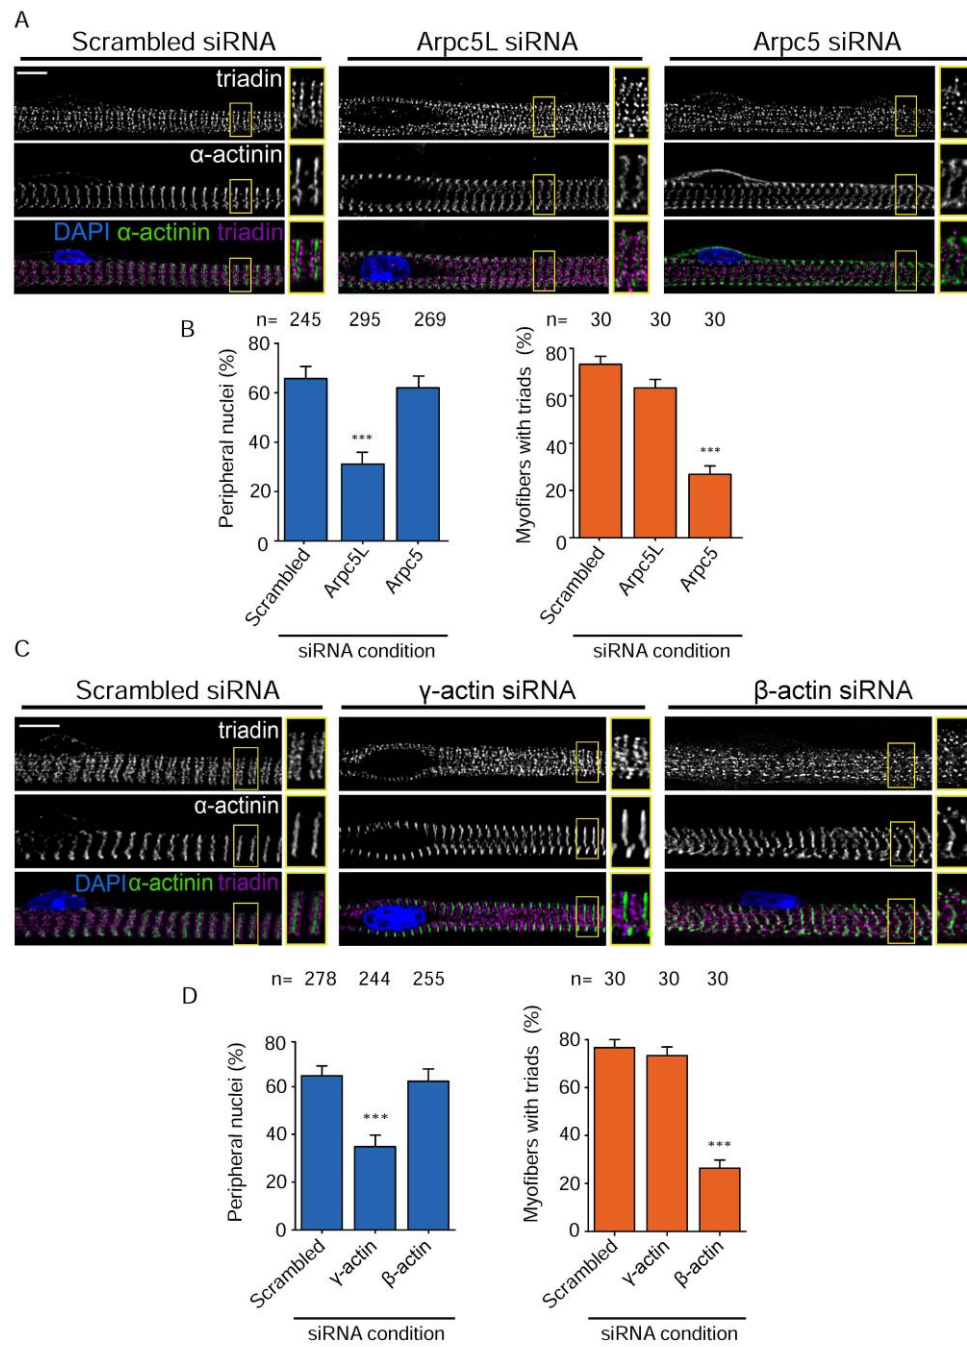 A
Scrambled siRNA Arpc5L siRNA Arpc5 siRNA
triadin
α-actinin
DAPI α-actinin triadin
B
n= 245 295 269
n= 30 30 30
Peripheral nuclei (%)
80
60
40
20
0
***
Scrambled
Arpc5L
Arpc5
siRNA condition
Myofibers with triads (%)
80
60
40
20
0
***
Scrambled
Arpc5L
Arpc5
siRNA condition
C
Scrambled siRNA γ-actin siRNA β-actin siRNA
triadin
α-actinin
DAPI α-actinin triadin
D
n= 278 244 255
n= 30 30 30
Peripheral nuclei (%)
80
60
40
20
0
***
Scrambled
γ-actin
β-actin
siRNA condition
Myofibers with triads (%)
80
60
40
20
0
***
Scrambled
γ-actin
β-actin
siRNA condition